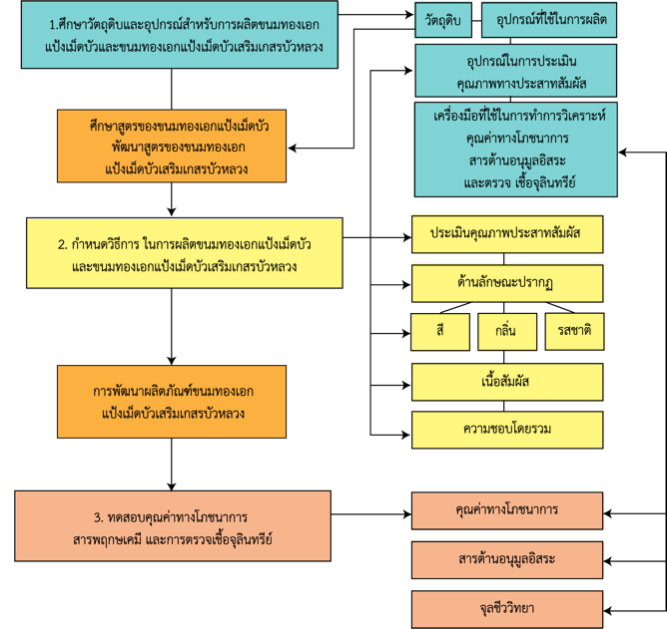 1.ศึกษาวัตถุดิบและอุปกรณ์สำหรับการผลิตขนมทองเอก
แป้งเม็ดบัวและขนมทองเอกแป้งเม็ดบัวเสริมเกสรบัวหลวง
วัตถุดิบ
อุปกรณ์ที่ใช้ในการผลิต
อุปกรณ์ในการประเมิน
คุณภาพทางประสาทสัมผัส
เครื่องมือที่ใช้ในการทำการวิเคราะห์
คุณค่าทางโภชนาการ
สารต้านอนุมูลอิสระ
และตรวจ เชื้อจุลินทรีย์
ศึกษาสูตรของขนมทองเอกแป้งเม็ดบัว
พัฒนาสูตรของขนมทองเอก
แป้งเม็ดบัวเสริมเกสรบัวหลวง
2. กำหนดวิธีการ ในการผลิตขนมทองเอกแป้งเม็ดบัว
และขนมทองเอกแป้งเม็ดบัวเสริมเกสรบัวหลวง
ประเมินคุณภาพประสาทสัมผัส
ด้านลักษณะปรากฏ
สี
กลิ่น
รสชาติ
เนื้อสัมผัส
ความชอบโดยรวม
การพัฒนาผลิตภัณฑ์ขนมทองเอก
แป้งเม็ดบัวเสริมเกสรบัวหลวง
3. ทดสอบคุณค่าทางโภชนาการ
สารพฤกษเคมี และการตรวจเชื้อจุลินทรีย์
คุณค่าทางโภชนาการ
สารต้านอนุมูลอิสระ
จุลชีววิทยา